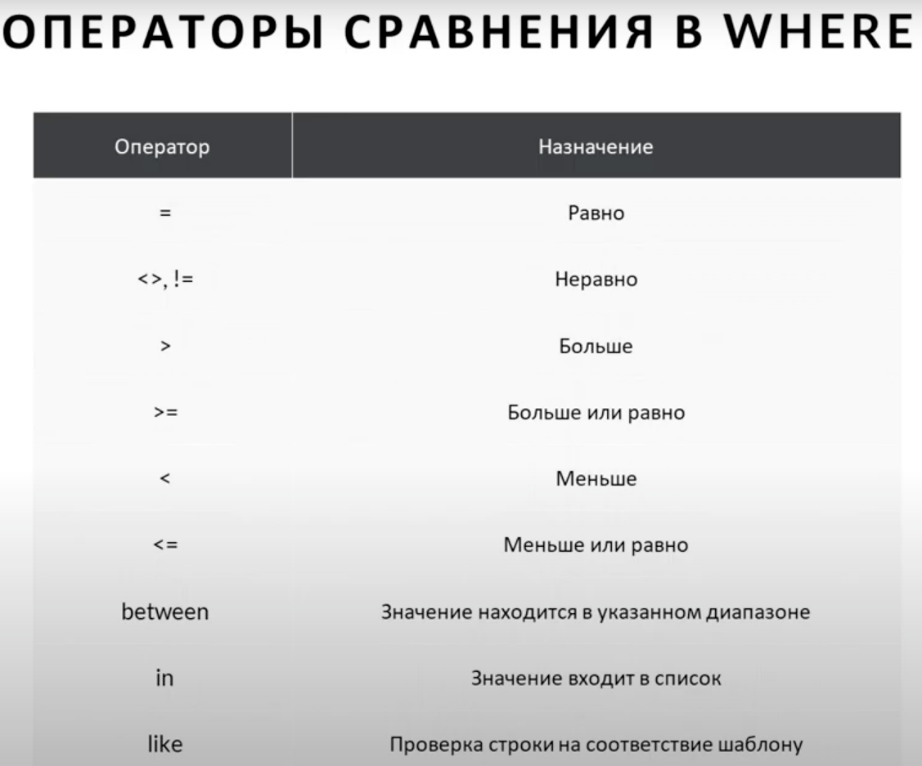 ОПЕРАТОРЫ СРАВНЕНИЯ В WHERE
Оператор Назначение
= Равно
<>, != Неравно
> Больше
>= Больше или равно
< Меньше
<= Меньше или равно
between Значение находится в указанном диапазоне
in Значение входит в список
like Проверка строки на соответствие шаблону